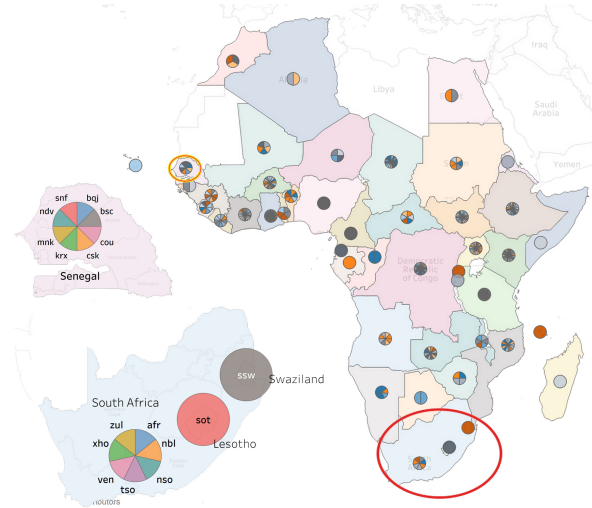 Iraq
Libya
Saudi
Arabia
Yemen
Democratic
Republic
of Congo
snf
bqj
ndv
bsc
mnk
cou
krx
csk
Senegal
ssw
Swaziland
South Africa
sot
Lesotho
zul
afr
xho
nbl
ven
nso
tso
ibutors